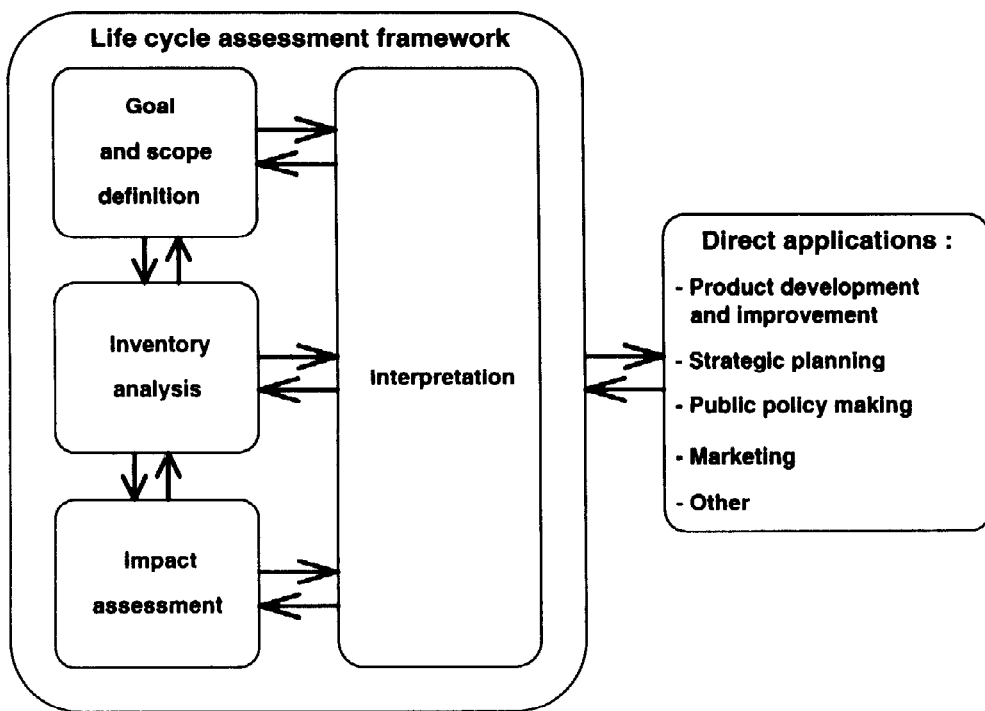 Life cycle assessment framework
Goal
and scope
definition
Inventory
analysis
Impact
assessment
Interpretation
Direct applications :
- Product development
and improvement
- Strategic planning
- Public policy making
- Marketing
- Other